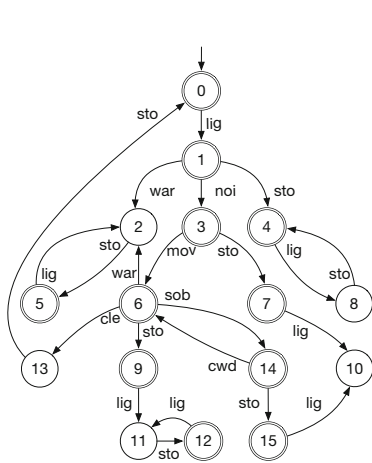 0
sto
lig
1
war noi sto
2 3 4
sto mov sto lig
lig war sto
5 6 sob 7 8
cle sto lig
13 9 cwd 14 10
lig lig sto lig
11 12 15
sto